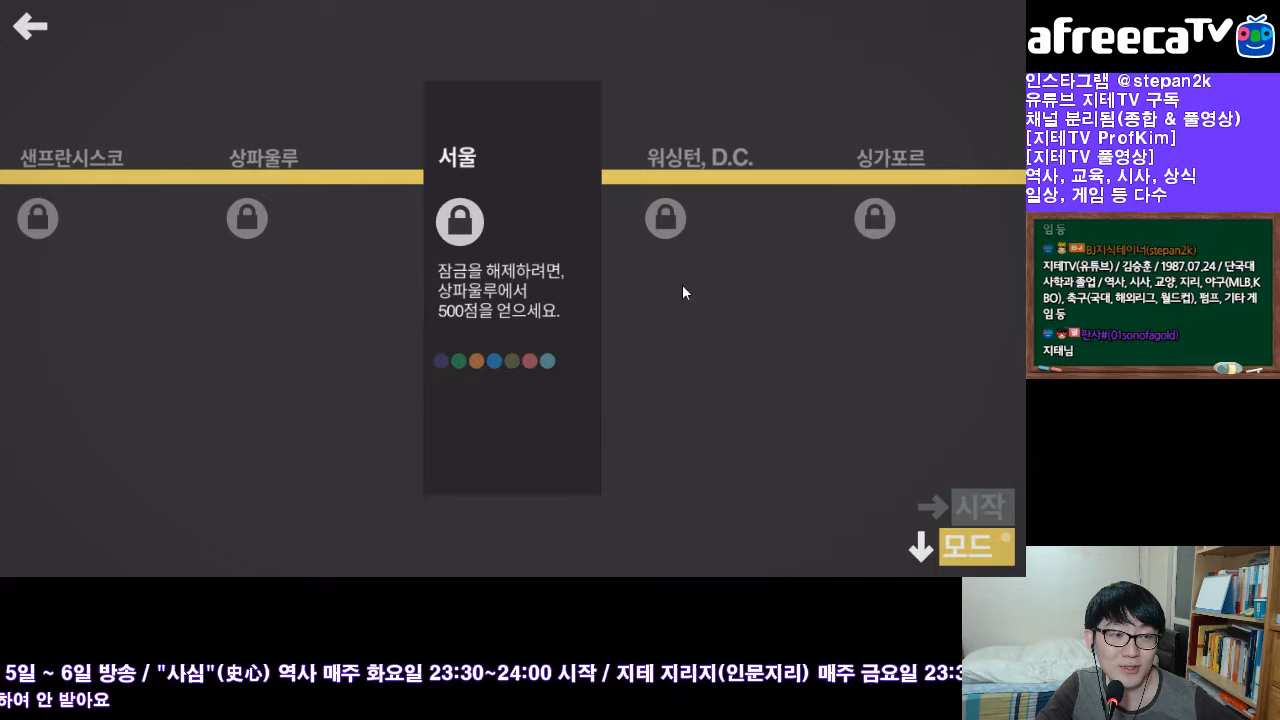 샌프란시스코
상파울루
서울
워싱턴, D.C.
싱가포르
잠금을 해제하려면,
상파울루에서
500점을 얻으세요.
시작
모드
afreecaTV
인스타그램 @stepan2k
유튜브 지테TV 구독
채널 분리됨(종합 & 풀영상)
[지테TV ProfKim]
[지테TV 풀영상]
역사, 교육, 시사, 상식
일상, 게임 등 다수
임 등
BJ지식테이너(stepan2k)
지테TV(유튜브) / 김승훈 / 1987.07.24 / 단국대
사학과 졸업 / 역사, 시사, 교양, 지리, 야구(MLB,K
BO), 축구(국대, 해외리그, 월드컵), 펌프, 기타 게
임 등
판사#(01sonofagold)
지태님
5일 ~ 6일 방송 / "사심"(史心) 역사 매주 화요일 23:30~24:00 시작 / 지테 지리지(인문지리) 매주 금요일 23:3
하여 안 받아요